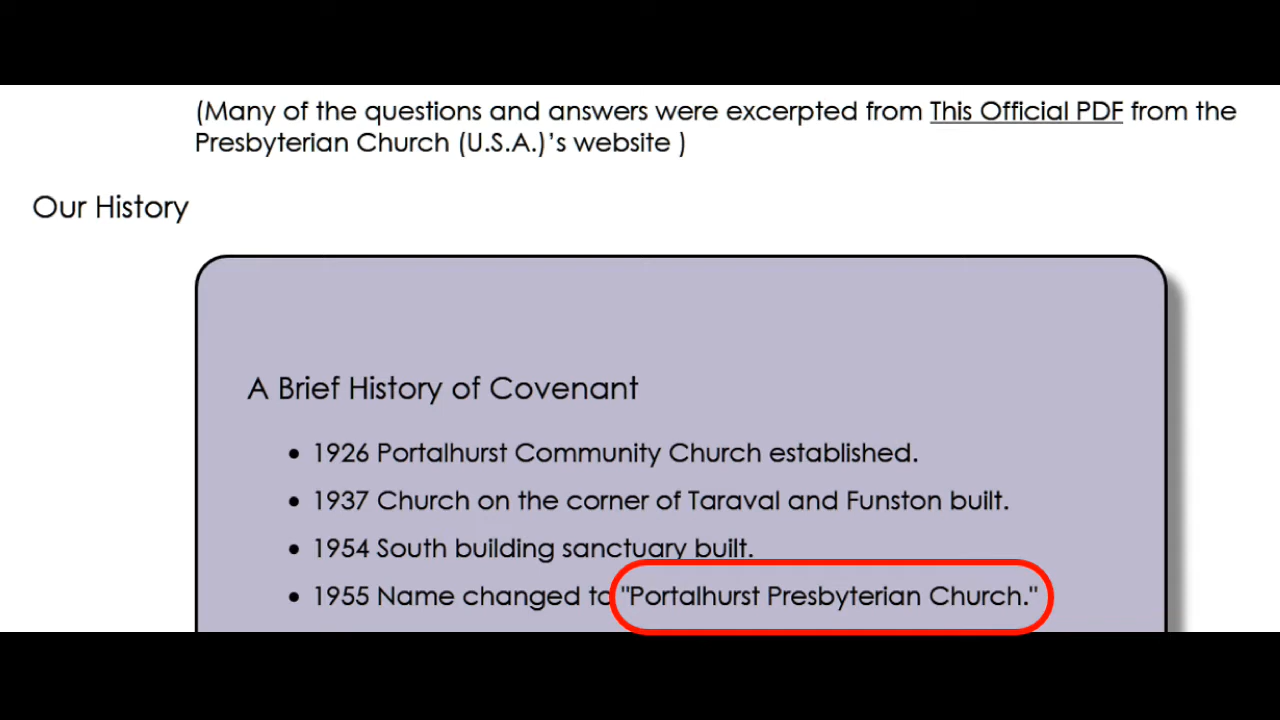 (Many of the questions and answers were excerpted from This Official PDF from the
Presbyterian Church (U.S.A.)’s website )
Our History
A Brief History of Covenant
• 1926 Portalhurst Community Church established.
• 1937 Church on the corner of Taraval and Funston built.
• 1954 South building sanctuary built.
• 1955 Name changed to "Portalhurst Presbyterian Church."